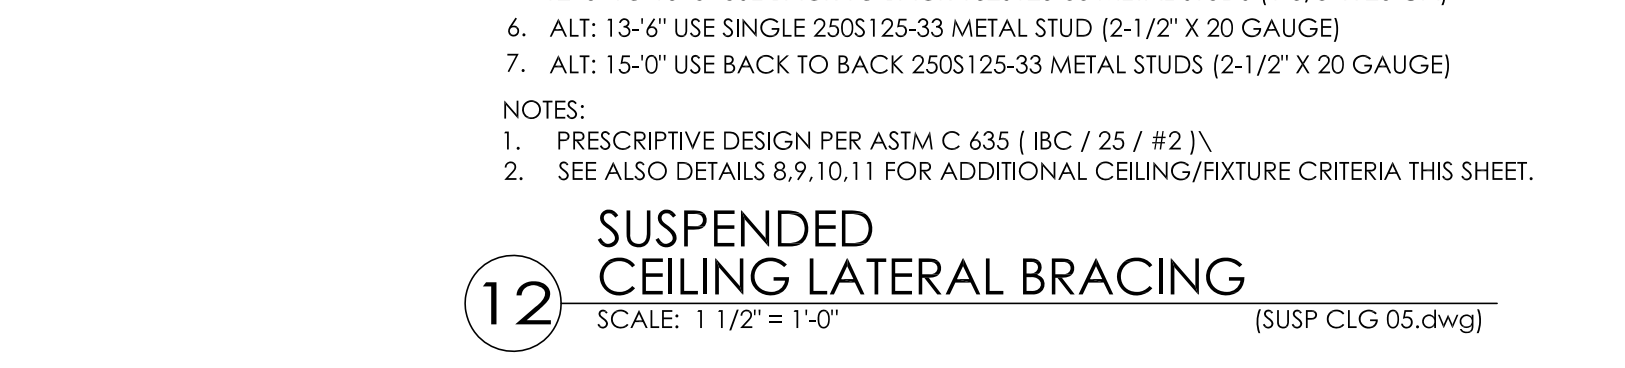 6. ALT: 13-'6" USE SINGLE 250S125-33 METAL STUD (2-1/2" X 20 GAUGE)
7. ALT: 15-'0" USE BACK TO BACK 250S125-33 METAL STUDS (2-1/2" X 20 GAUGE)
NOTES:
1. PRESCRIPTIVE DESIGN PER ASTM C 635 ( IBC / 25 / #2 )\
2. SEE ALSO DETAILS 8,9,10,11 FOR ADDITIONAL CEILING/FIXTURE CRITERIA THIS SHEET.
SUSPENDED
CEILING LATERAL BRACING
12
SCALE: 1 1/2" = 1'-0" (SUSP CLG 05.dwg)